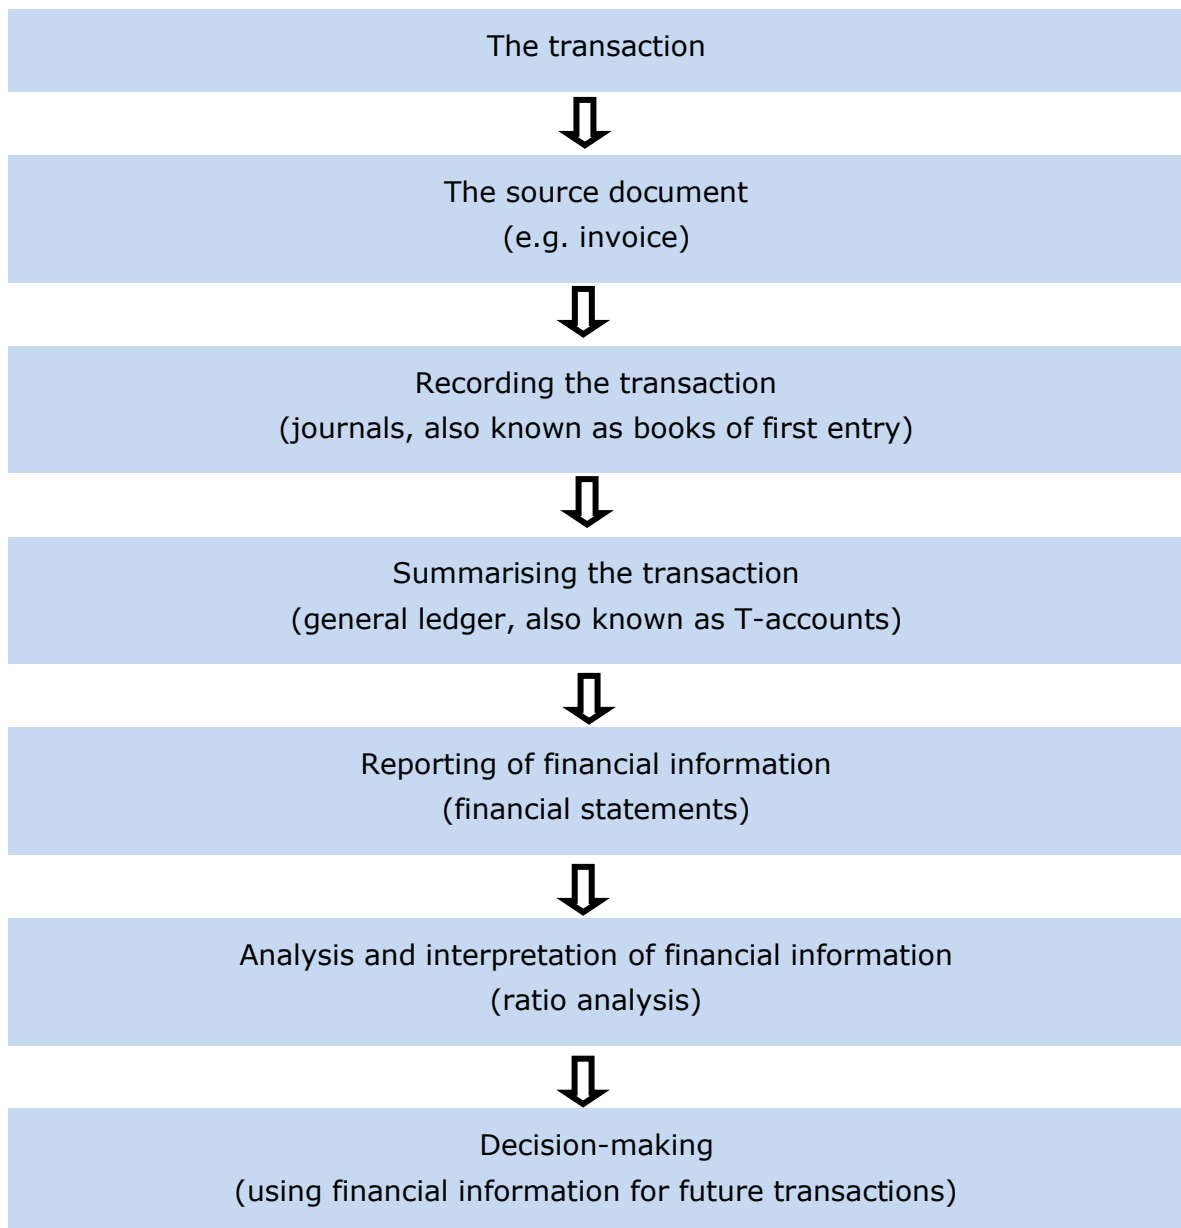 The transaction
The source document
(e.g. invoice)
Recording the transaction
(journals, also known as books of first entry)
Summarising the transaction
(general ledger, also known as T-accounts)
Reporting of financial information
(financial statements)
Analysis and interpretation of financial information
(ratio analysis)
Decision-making
(using financial information for future transactions)